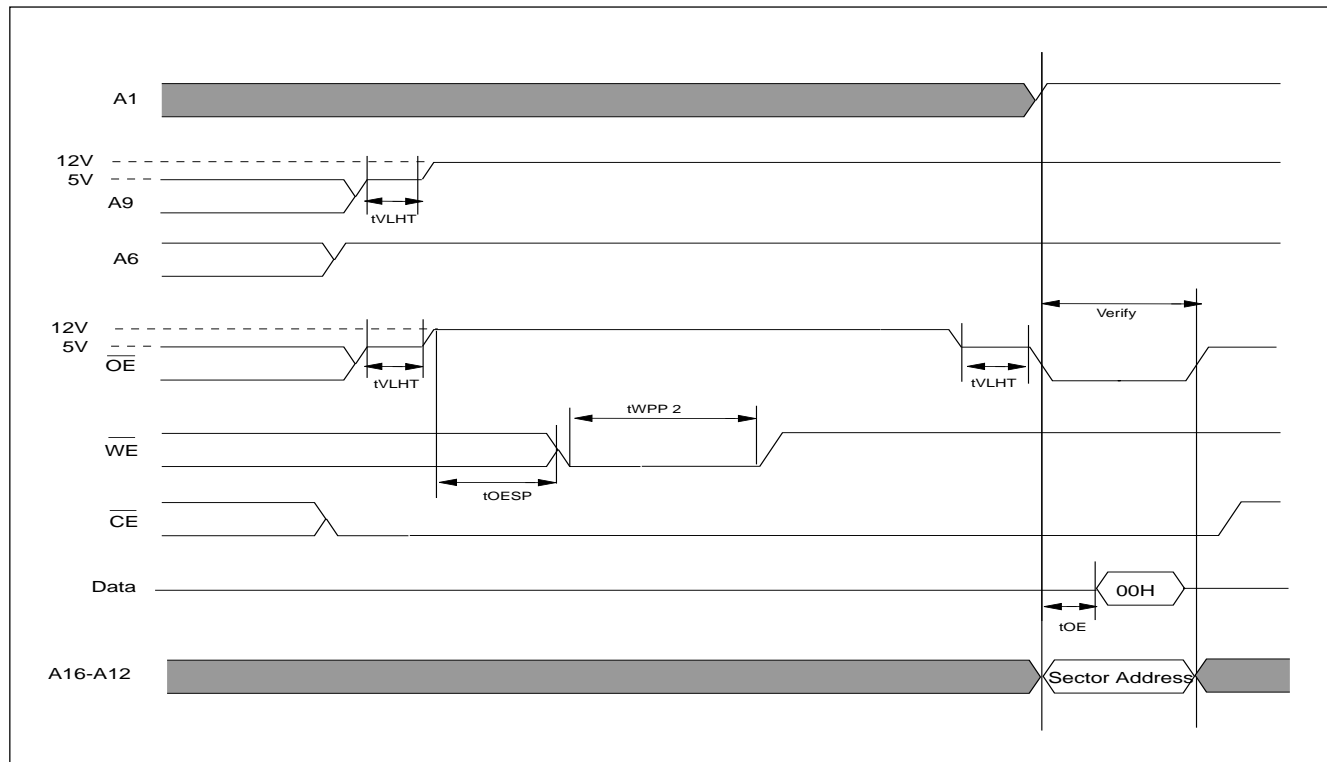 A1
12V
5V
A9
tVLHT
A6
12V
5V
OE
tVLHT
tVLHT
Verify
tWPP 2
WE
tOESP
CE
Data
00H
tOE
A16-A12
Sector Address